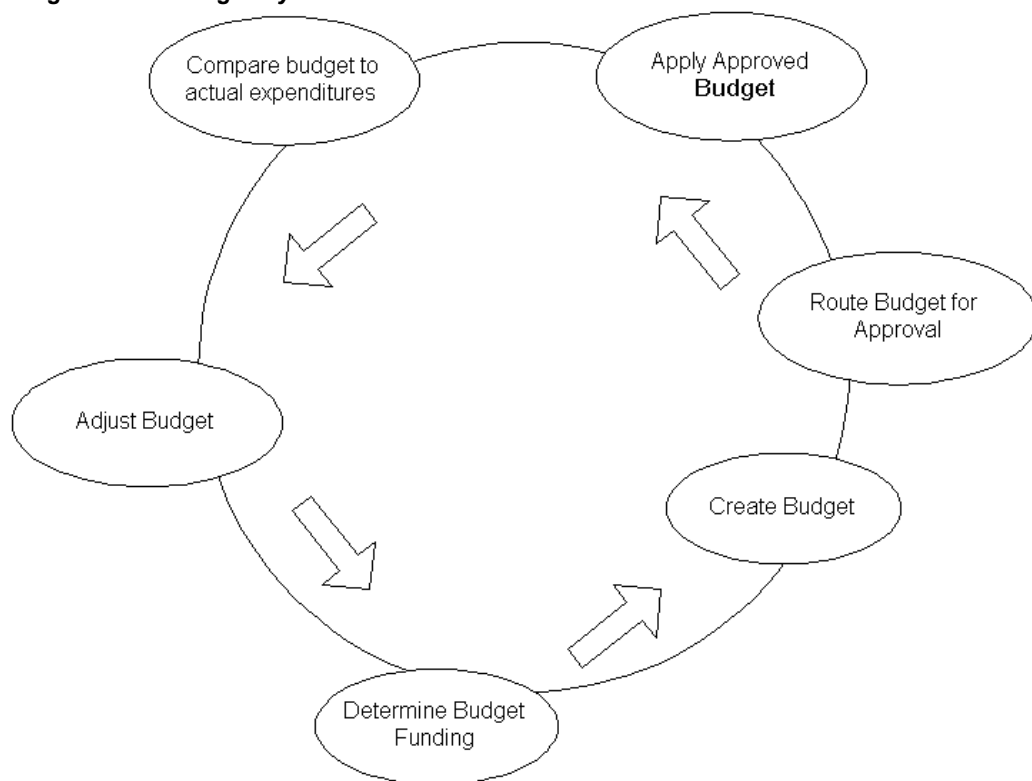 Compare budget to
actual expenditures
Apply Approved
Budget
Route Budget for
Approval
Adjust Budget
Create Budget
Determine Budget
Funding